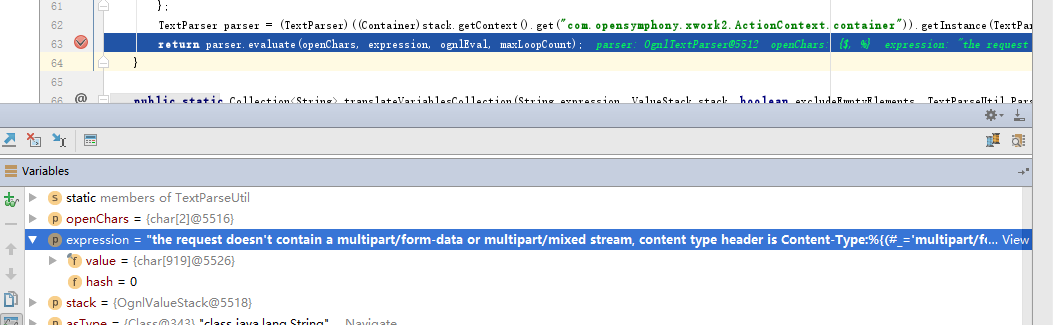 61 };
62 TextParser parser = (TextParser)((Container)stack.getContext().get("com.opensymphony.xwork2.ActionContext.container")).getInstance(TextPar
63 return parser.evaluate(openChars, expression, ognlEval, maxLoopCount); parser: OgnlTextParser@5512 openChars: {$, %} expression: "the request
64 }
65
66 @ public static Collection<String> translateVariablesCollection(String expression, ValueStack stack, boolean excludeEmptyElements, TextParseUtil.Pars
Variables
s static members of TextParseUtil
p openChars = {char[2]@5516}
p expression = "the request doesn't contain a multipart/form-data or multipart/mixed stream, content type header is Content-Type:%{(#_='multipart/fo... View
f value = {char[919]@5526}
f hash = 0
p stack = {OgnlValueStack@5518}
p asType = {Class@343} "class java.lang.String" ... Navigate